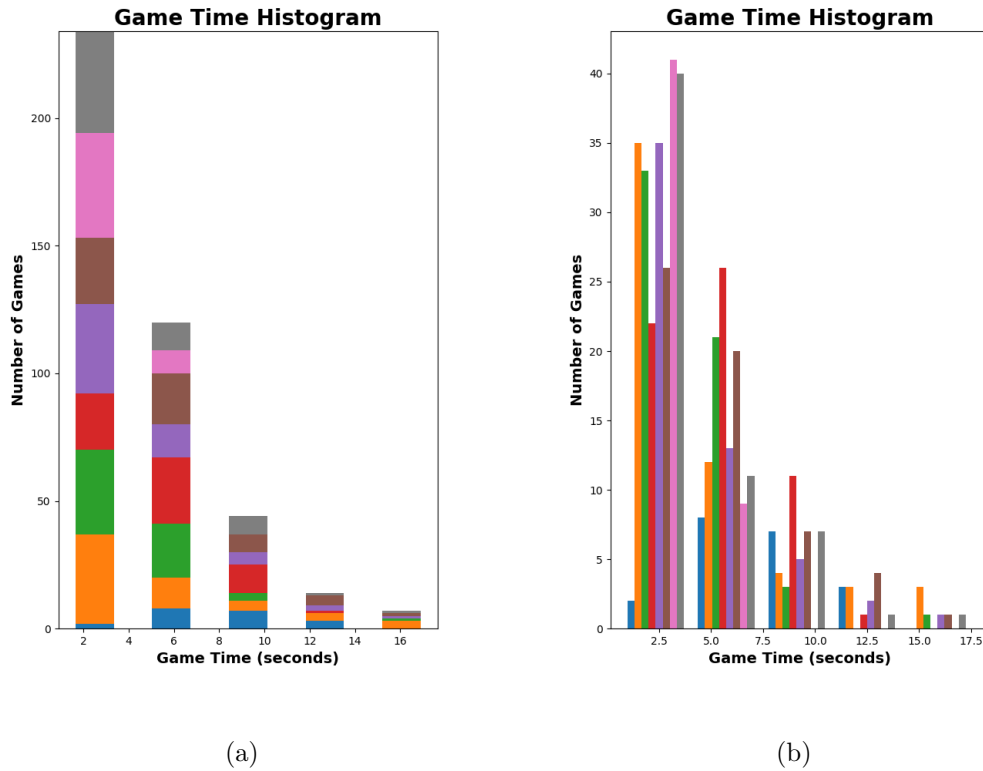 Game Time Histogram
200
150
100
50
0
Number of Games
2 4 6 8 10 12 14 16
Game Time (seconds)
(a)
Game Time Histogram
40
35
30
25
20
15
10
5
0
Number of Games
2.5 5.0 7.5 10.0 12.5 15.0 17.5
Game Time (seconds)
(b)